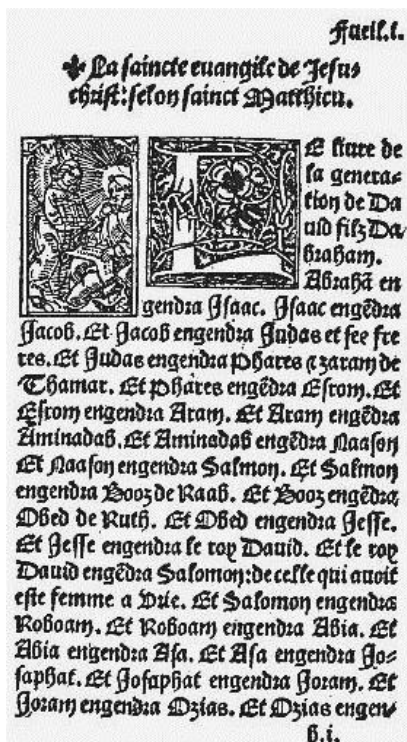 Fueil.i.
✤ La saincte euangile de Jesus
christ: selon sainct Matthieu.
LE liure de
la genera⸗
tion de Da
uid filz Da
braham.
Abrahã en
gendra Isaac. Isaac engẽdra
Jacob. Et Jacob engendra Judas et ses fre
res. Et Judas engendra Phares ⁊ zaram de
Thamar. Et Phares engẽdra Esrom. Et
Esrom engendra Aram. Et Aram engẽdra
Aminadab. Et Aminadab engẽdra Naason
Et Naason engendra Salmon. Et Salmon
engendra Booz de Raab. Et Booz engẽdra
Obed de Ruth. Et Obed engendra Jesse.
Et Jesse engendra le roy Dauid. Et le roy
Dauid engẽdra Salomon: de celle qui auoit
este femme a Urie. Et Salomon engendra
Roboam. Et Roboam engendra Abia. Et
Abia engendra Asa. Et Asa engendra Jo⸗
saphat. Et Josaphat engendra Joram. Et
Joram engendra Ozias. Et Ozias engen⸗
b.i.